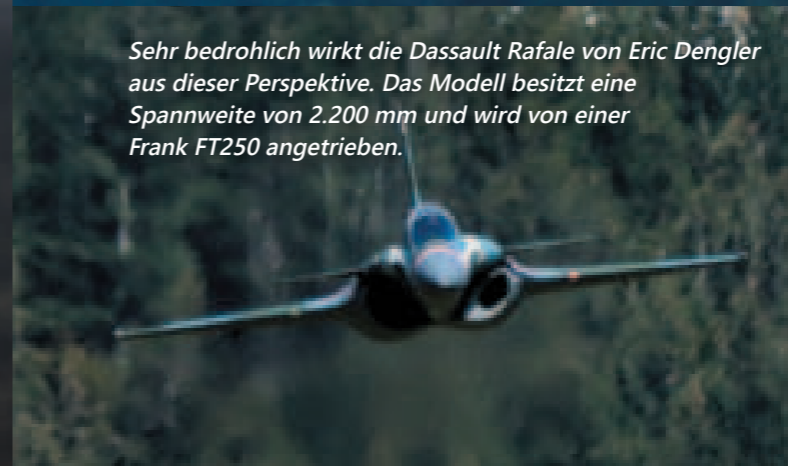 Sehr bedrohlich wirkt die Dassault Rafale von Eric Dengler
aus dieser Perspektive. Das Modell besitzt eine
Spannweite von 2.200 mm und wird von einer
Frank FT250 angetrieben.